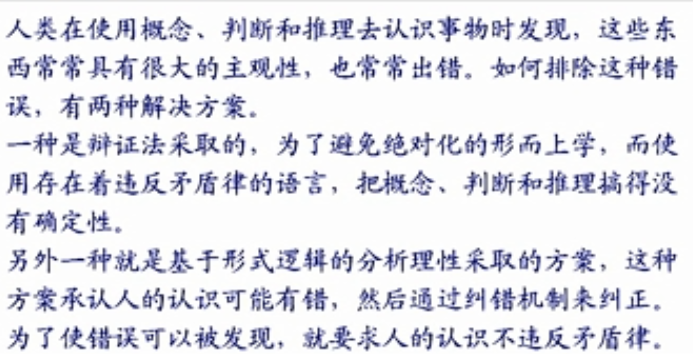 人类在使用概念、判断和推理去认识事物时发现，这些东
西常常具有很大的主观性，也常常出错。如何排除这种错
误，有两种解决方案。
一种是辩证法采取的，为了避免绝对化的形而上学，而使
用存在着违反矛盾律的语言，把概念、判断和推理搞得没
有确定性。
另外一种就是基于形式逻辑的分析理性采取的方案，这种
方案承认人的认识可能有错，然后通过纠错机制来纠正。
为了使错误可以被发现，就要求人的认识不违反矛盾律。